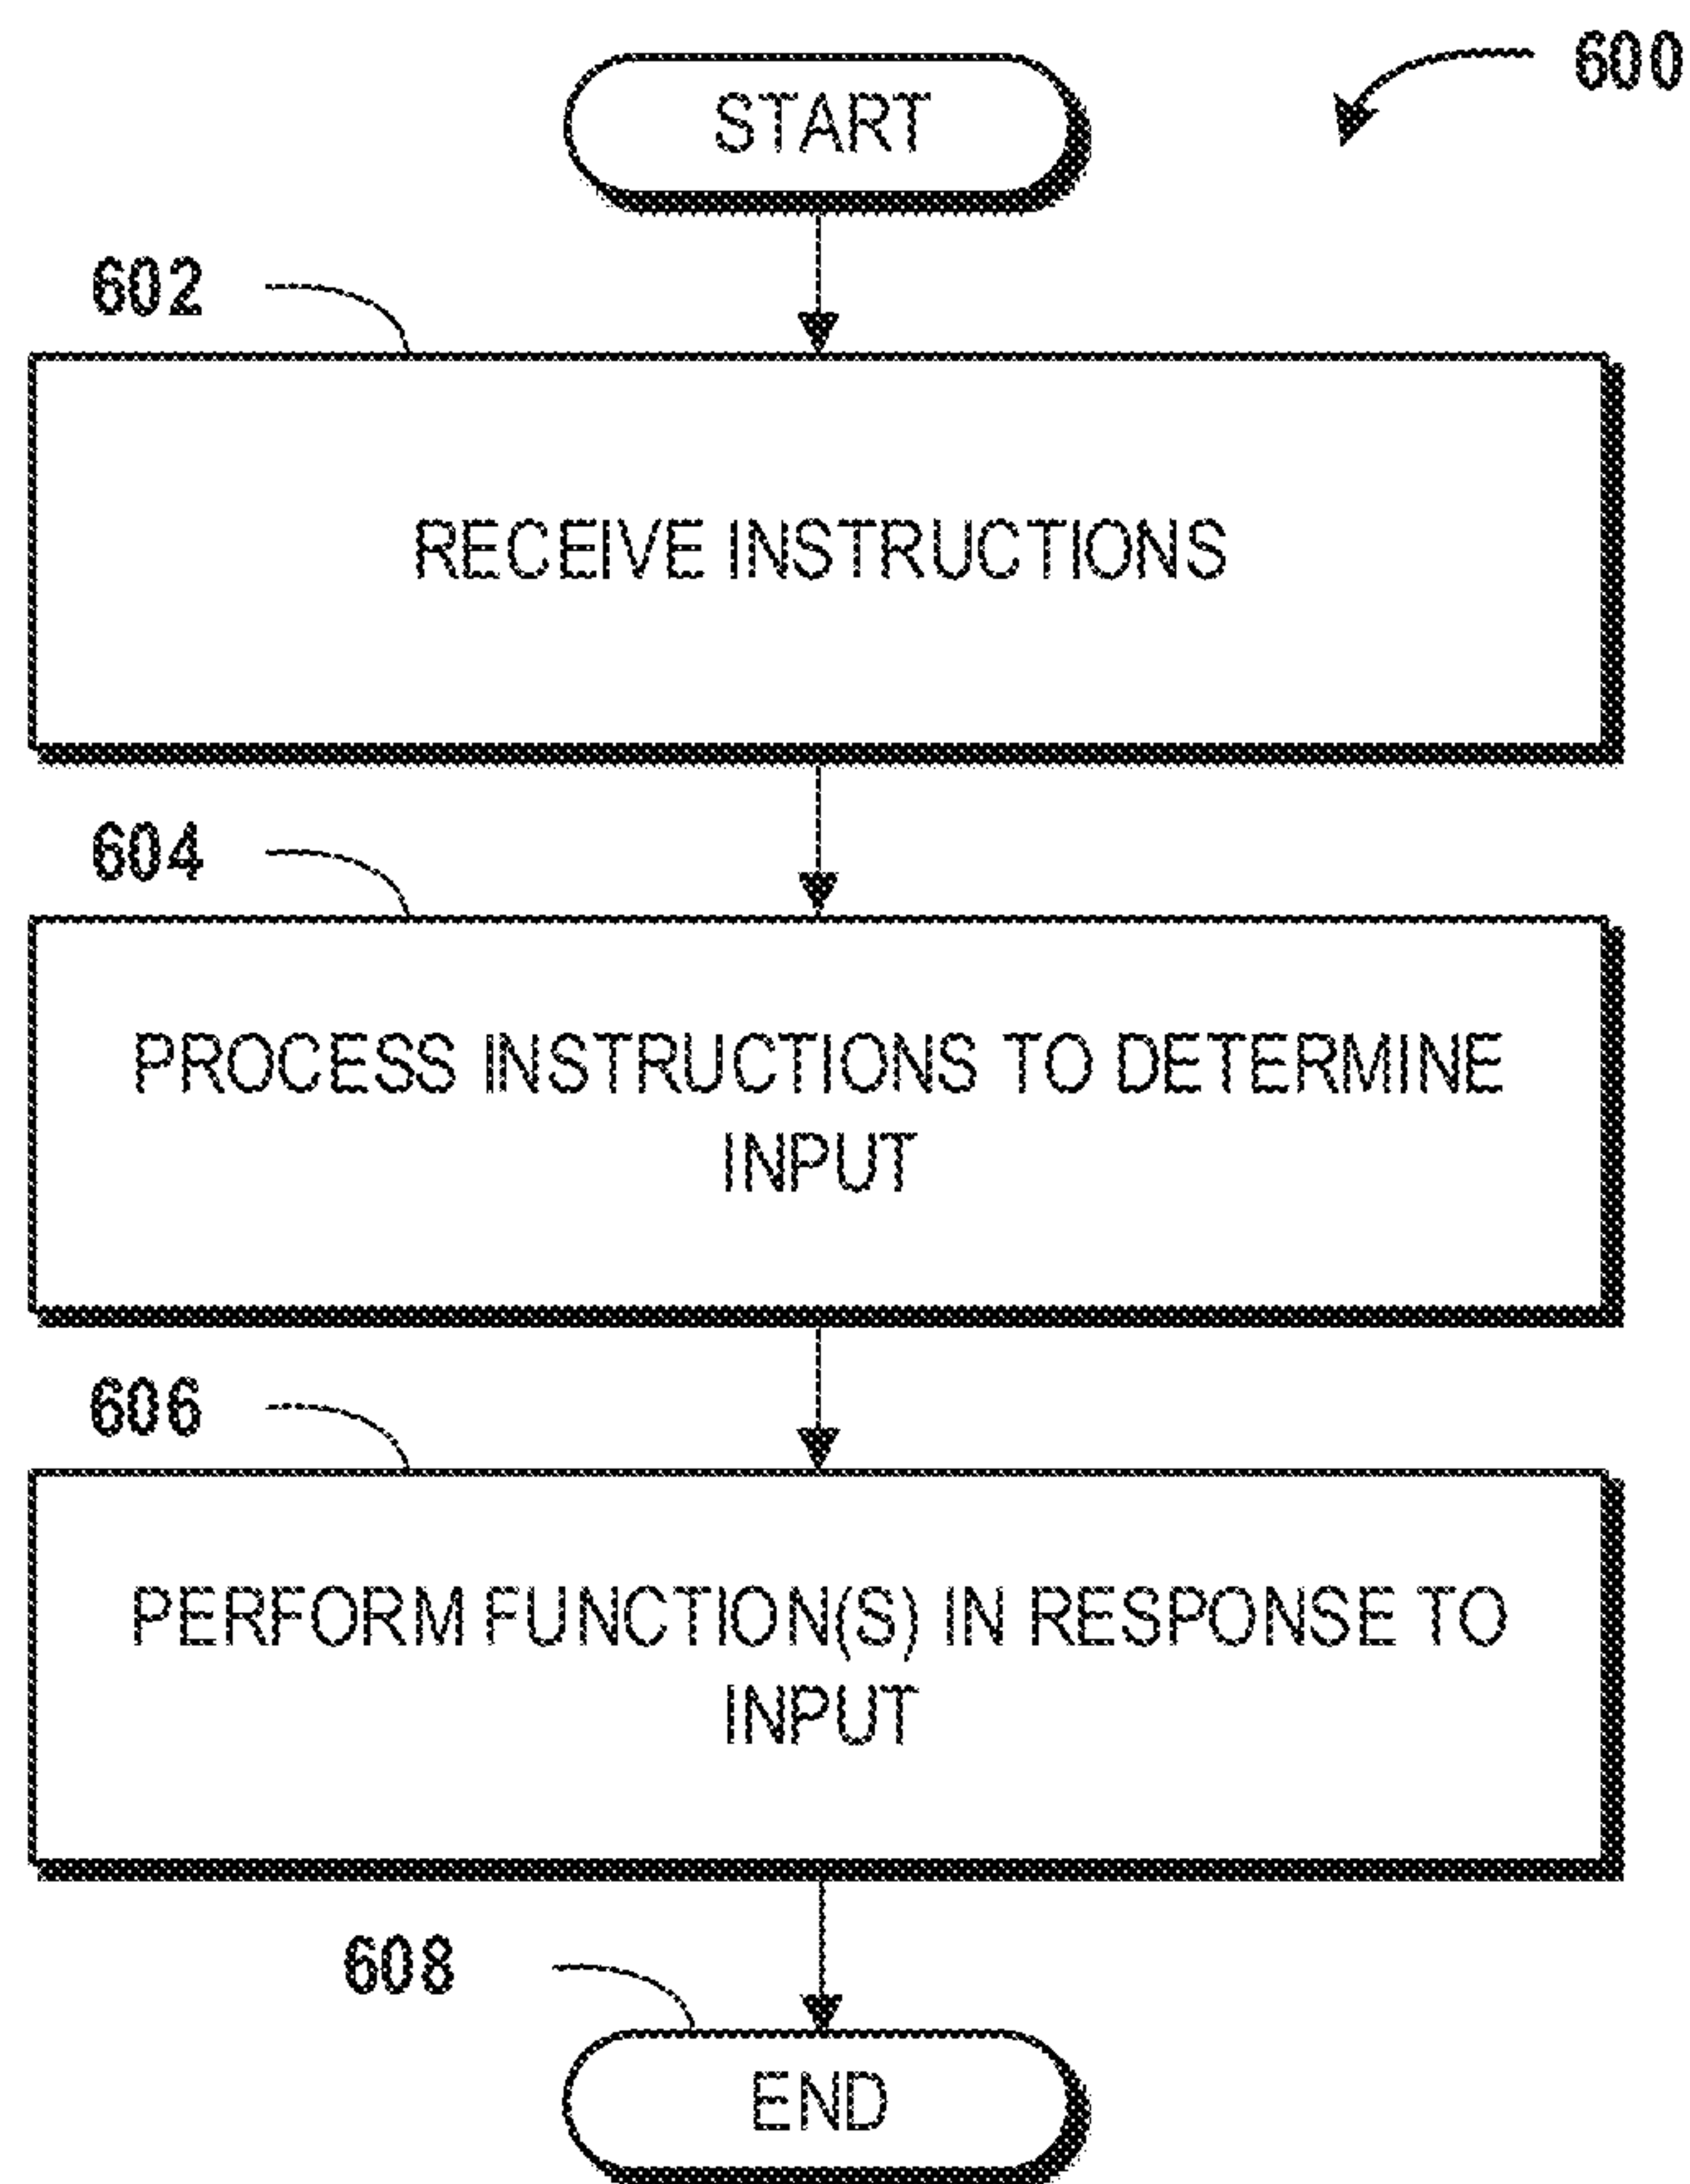 START
600
602
RECEIVE INSTRUCTIONS
604
PROCESS INSTRUCTIONS TO DETERMINE
INPUT
606
PERFORM FUNCTION(S) IN RESPONSE TO
INPUT
608
END